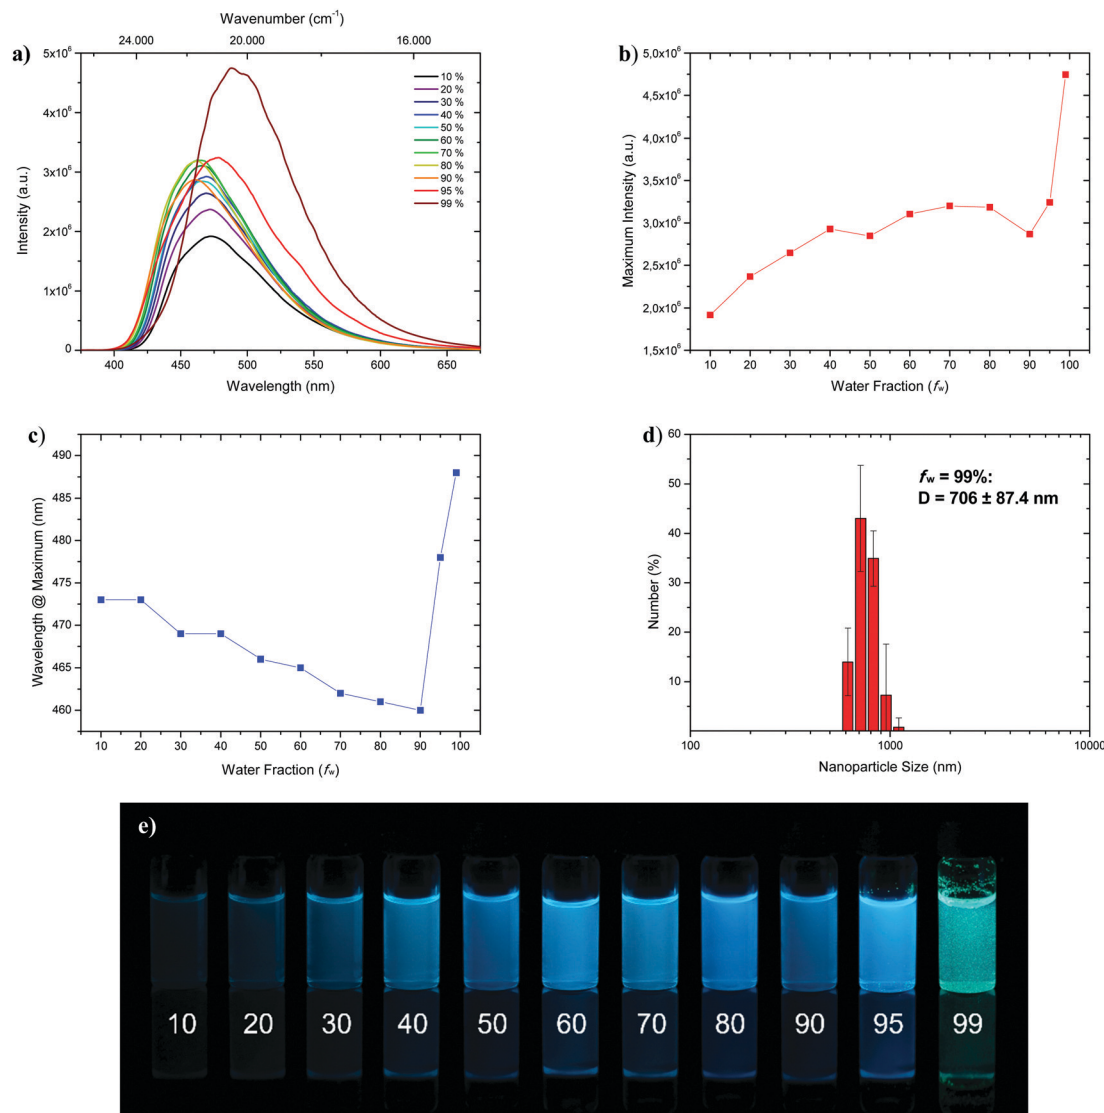 Wavenumber (cm⁻¹)
24.000 20.000 16.000
a)
5x10⁶
4x10⁶
3x10⁶
2x10⁶
1x10⁶
0
Intensity (a.u.)
10 %
20 %
30 %
40 %
50 %
60 %
70 %
80 %
90 %
95 %
99 %
400 450 500 550 600 650
Wavelength (nm)
b)
5,0x10⁶
4,5x10⁶
4,0x10⁶
3,5x10⁶
3,0x10⁶
2,5x10⁶
2,0x10⁶
1,5x10⁶
Maximum Intensity (a.u.)
10 20 30 40 50 60 70 80 90 100
Water Fraction (fw)
c)
490
485
480
475
470
465
460
Wavelength @ Maximum (nm)
10 20 30 40 50 60 70 80 90 100
Water Fraction (fw)
d)
60
50
40
30
20
10
Number (%)
fw = 99%:
D = 706 ± 87.4 nm
100 1000 10000
Nanoparticle Size (nm)
e)
10 20 30 40 50 60 70 80 90 95 99